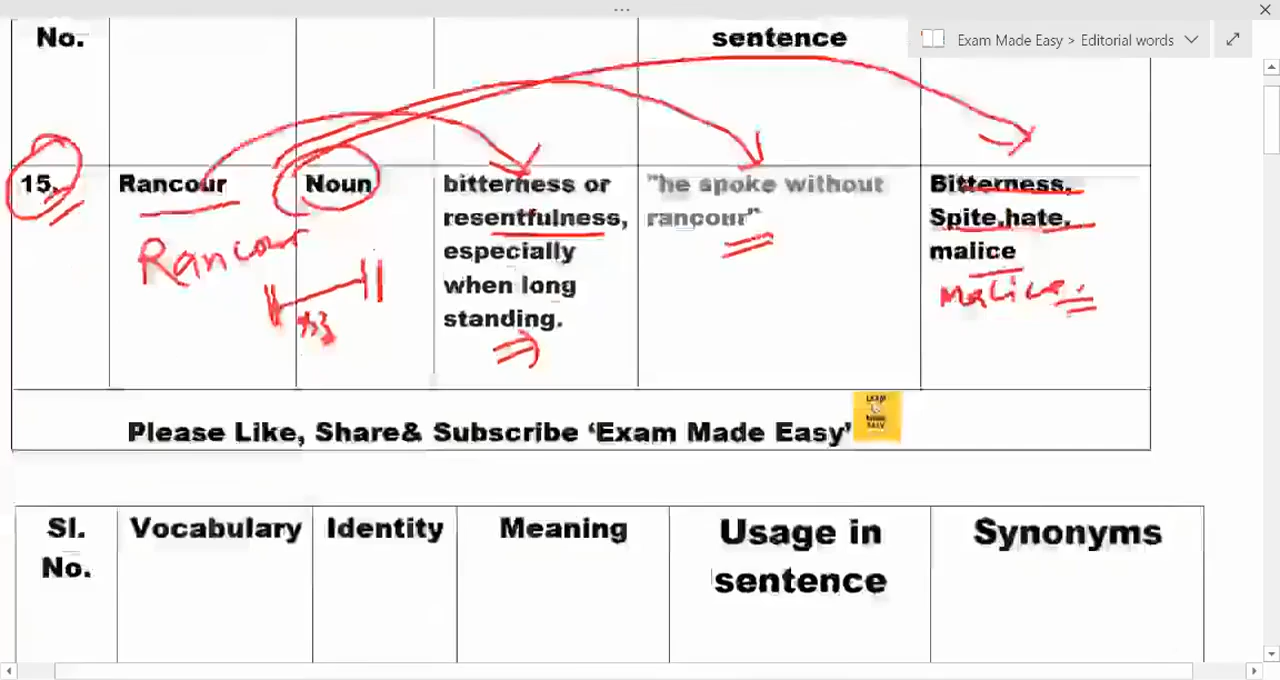 Exam Made Easy > Editorial words
No.
sentence
15.
Rancour
Noun
bitterness or
resentfulness,
especially
when long
standing.
"he spoke without
rancour"
Bitterness,
Spite,hate,
malice
Rancour
malice
Please Like, Share& Subscribe ‘Exam Made Easy’
Sl.
No.
Vocabulary
Identity
Meaning
Usage in
sentence
Synonyms